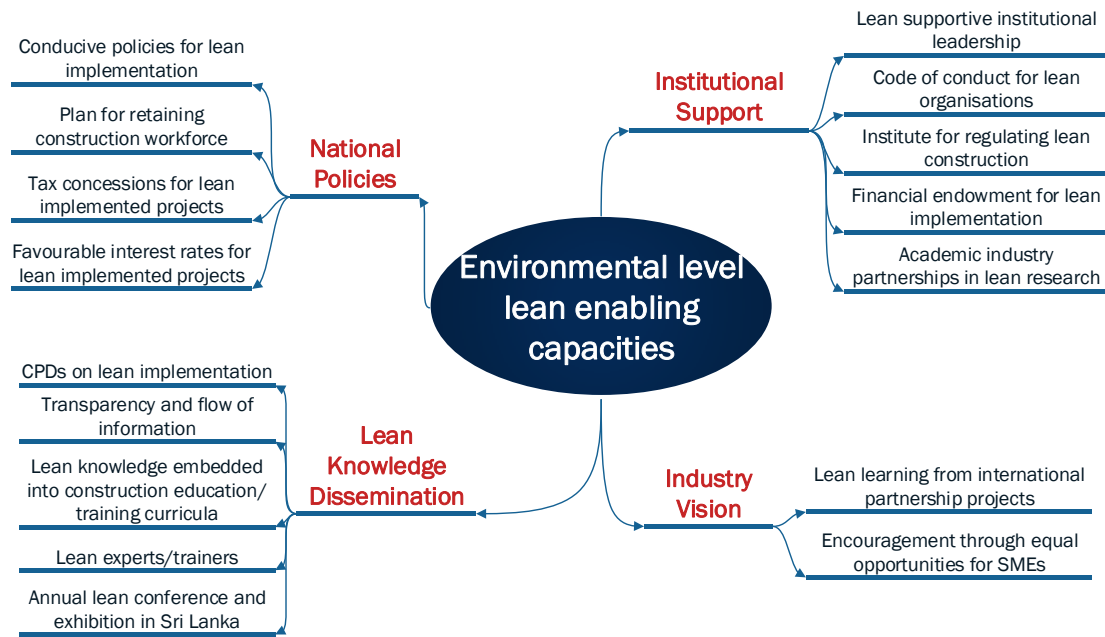 Environmental level
lean enabling
capacities
National
Policies
Conducive policies for lean
implementation
Plan for retaining
construction workforce
Tax concessions for lean
implemented projects
Favourable interest rates for
lean implemented projects
Institutional
Support
Lean supportive institutional
leadership
Code of conduct for lean
organisations
Institute for regulating lean
construction
Financial endowment for lean
implementation
Academic industry
partnerships in lean research
Lean
Knowledge
Dissemination
CPDs on lean implementation
Transparency and flow of
information
Lean knowledge embedded
into construction education/
training curricula
Lean experts/trainers
Annual lean conference and
exhibition in Sri Lanka
Industry
Vision
Lean learning from international
partnership projects
Encouragement through equal
opportunities for SMEs